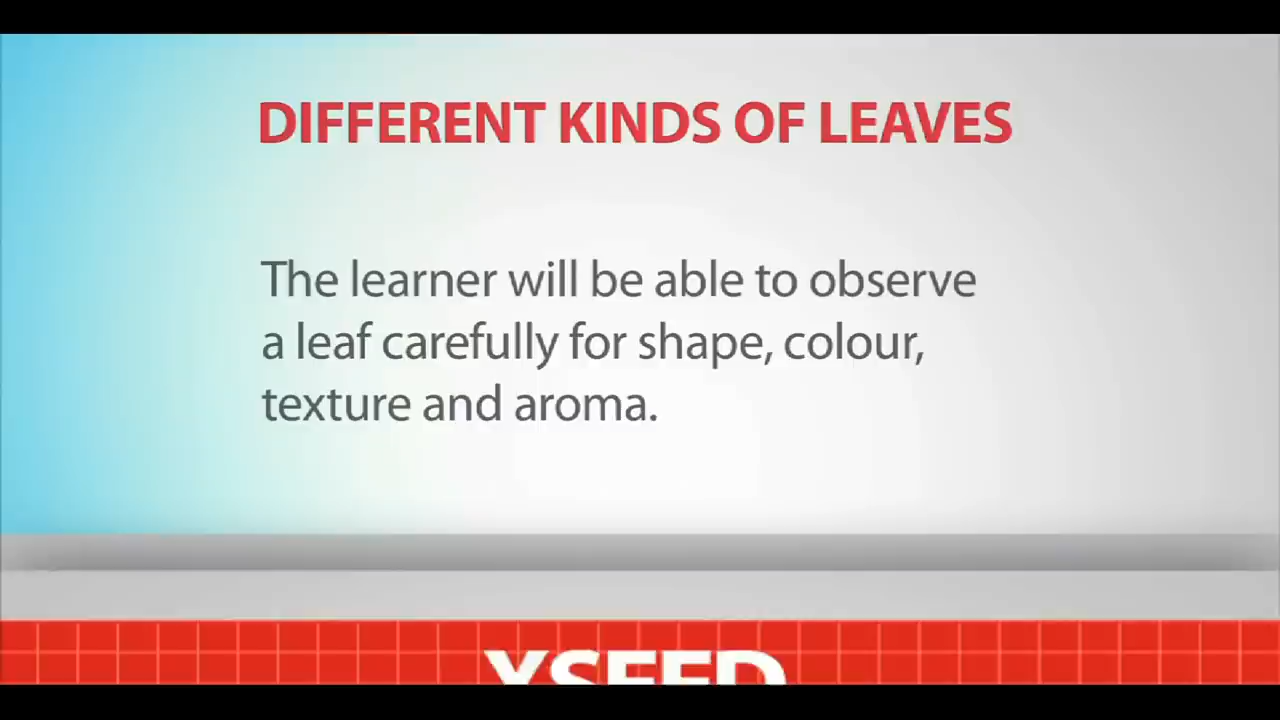 DIFFERENT KINDS OF LEAVES
The learner will be able to observe
a leaf carefully for shape, colour,
texture and aroma.
XSEED